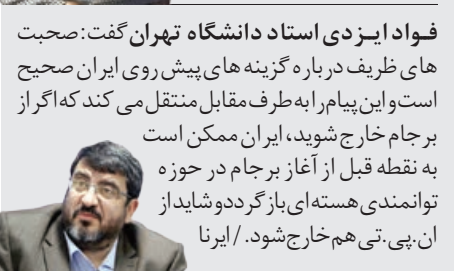 فـواد ایـزدی استاد دانشگاه تهران گفت: صحبت
های ظریف درباره گزینه های پیش روی ایران صحیح
است و این پیام را به طرف مقابل منتقل می کند که اگر از
برجام خارج شوید، ایران ممکن است
به نقطه قبل از آغاز برجام در حوزه
توانمندی هسته ای بازگردد و شاید از
ان.پی.تی هم خارج شود. / ایرنا